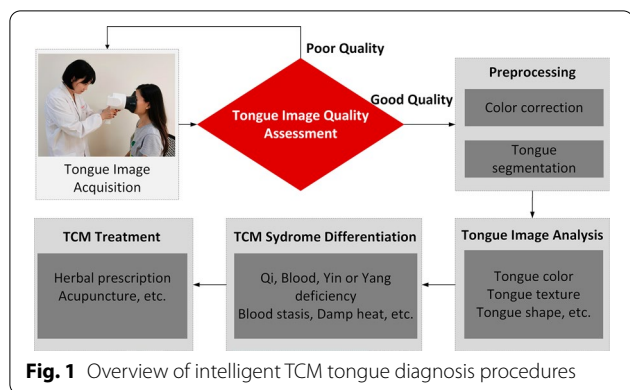 Poor Quality
Tongue Image
Acquisition
Tongue Image Quality
Assessment
Good Quality
Preprocessing
Color correction
Tongue
segmentation
TCM Treatment
Herbal prescription
Acupuncture, etc.
TCM Sydrome Differentiation
Qi, Blood, Yin or Yang
deficiency
Blood stasis, Damp heat, etc.
Tongue Image Analysis
Tongue color
Tongue texture
Tongue shape, etc.
Fig. 1 Overview of intelligent TCM tongue diagnosis procedures